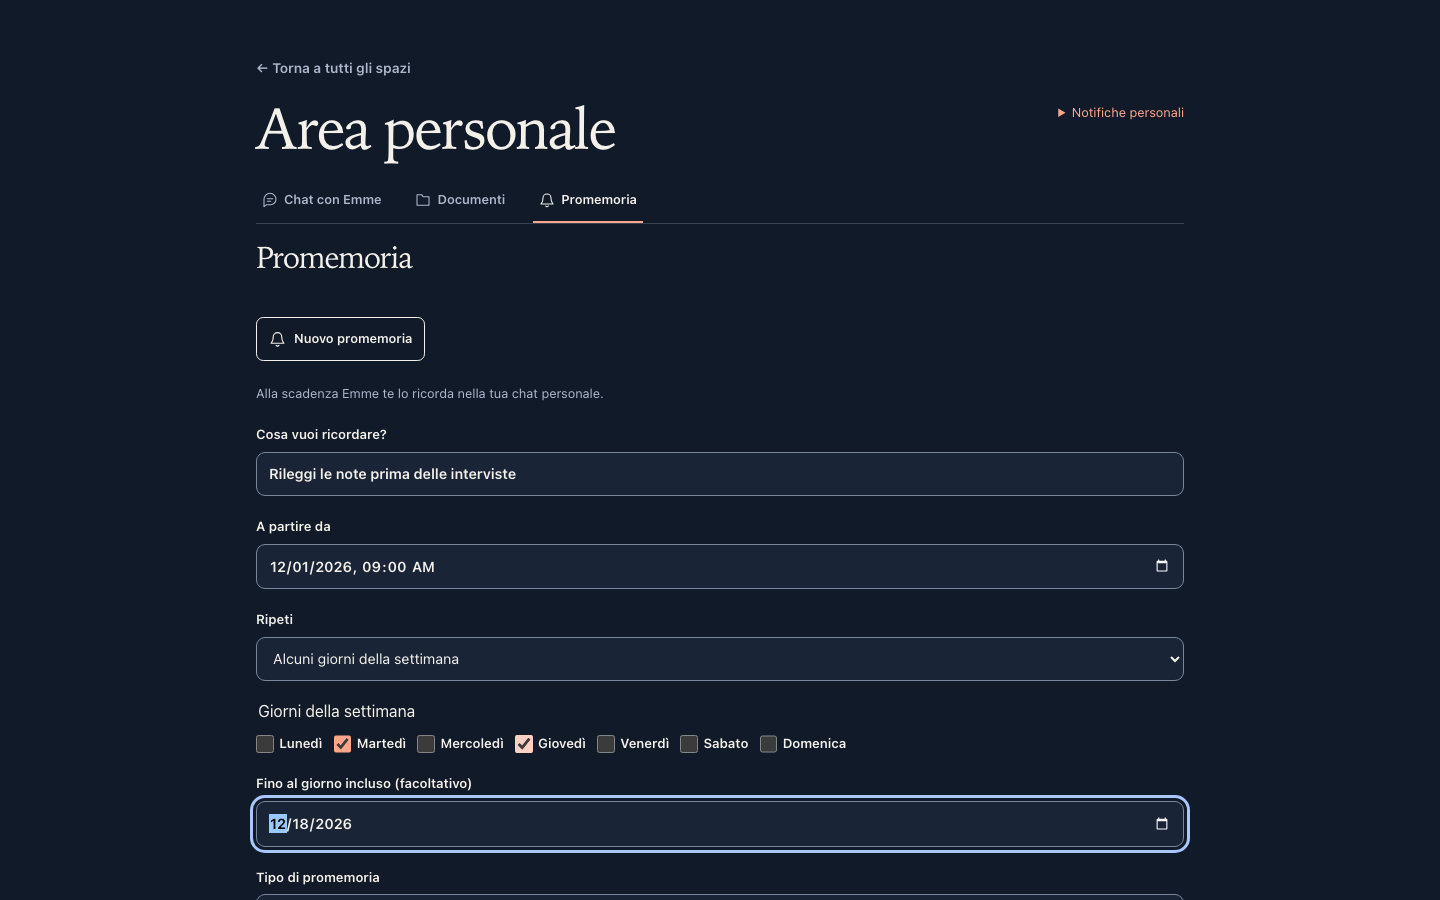 ← Torna a tutti gli spazi
Area personale
▶ Notifiche personali
Chat con Emme
Documenti
Promemoria
Promemoria
Nuovo promemoria
Alla scadenza Emme te lo ricorda nella tua chat personale.
Cosa vuoi ricordare?
Rileggi le note prima delle interviste
A partire da
12/01/2026, 09:00 AM
Ripeti
Alcuni giorni della settimana
Giorni della settimana
Lunedì Martedì Mercoledì Giovedì Venerdì Sabato Domenica
Fino al giorno incluso (facoltativo)
12/18/2026
Tipo di promemoria